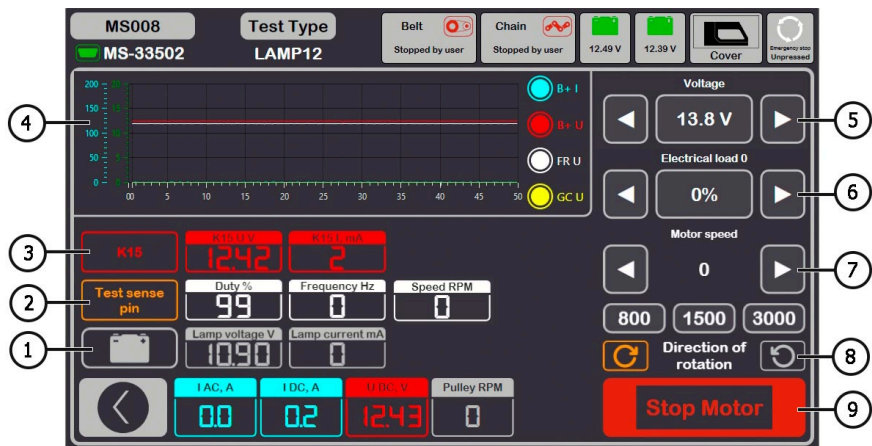 MS008
MS-33502
Test Type
LAMP12
Belt
Stopped by user
Chain
Stopped by user
12.49 V
12.39 V
Cover
Emergency stop
Unpressed
200
150
100
50
0
15
10
5
0
00 5 10 15 20 25 30 35 40 45 50
B+ I
B+ U
FR U
GC U
Voltage
13.8 V
Electrical load 0
0%
Motor speed
0
800 1500 3000
Direction of
rotation
Stop Motor
K15
K15 U V
12.42
K15 I, mA
2
Test sense
pin
Duty %
99
Frequency Hz
0
Speed RPM
0
Lamp voltage V
10.90
Lamp current mA
0
I AC, A
0.0
I DC, A
0.2
U DC, V
12.43
Pulley RPM
0
4
3
2
1
5
6
7
8
9